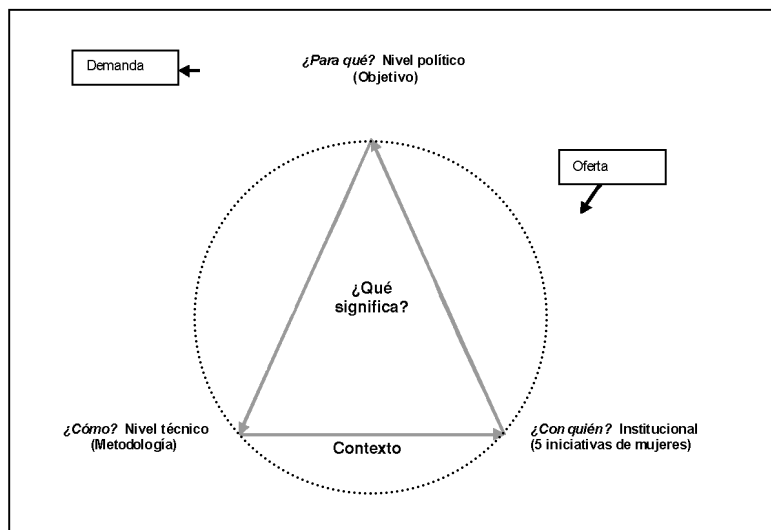 Demanda
¿Para qué? Nivel político
(Objetivo)
Oferta
¿Qué
significa?
¿Cómo? Nivel técnico
(Metodología)
Contexto
¿Con quién? Institucional
(5 iniciativas de mujeres)